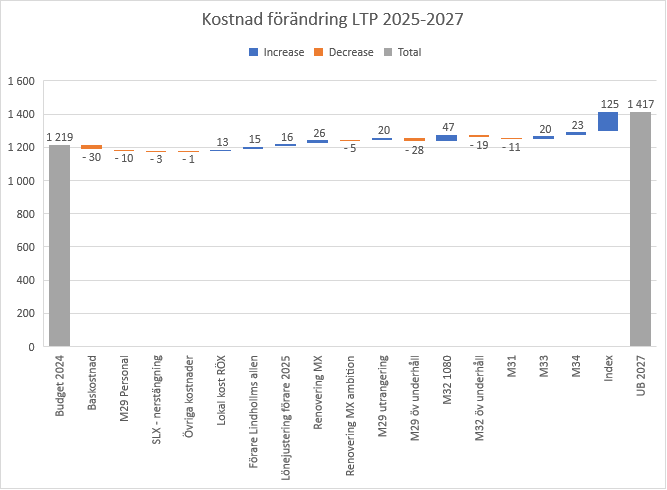 Kostnad förändring LTP 2025-2027
Increase Decrease Total
1 600
1 400
1 200
1 000
800
600
400
200
0
1 219
- 30
- 10
- 3
- 1
13
15
16
26
- 5
20
- 28
47
- 19
- 11
20
23
125
1 417
Budget 2024
Baskostnad
M29 Personal
SLX - nerstängning
Övriga kostnader
Lokal kost RÖX
Förare Lindhollms allen
Lönejustering förare 2025
Renovering MX
Renovering MX ambition
M29 utrangering
M29 öv underhåll
M32 1080
M32 öv underhåll
M31
M33
M34
Index
UB 2027